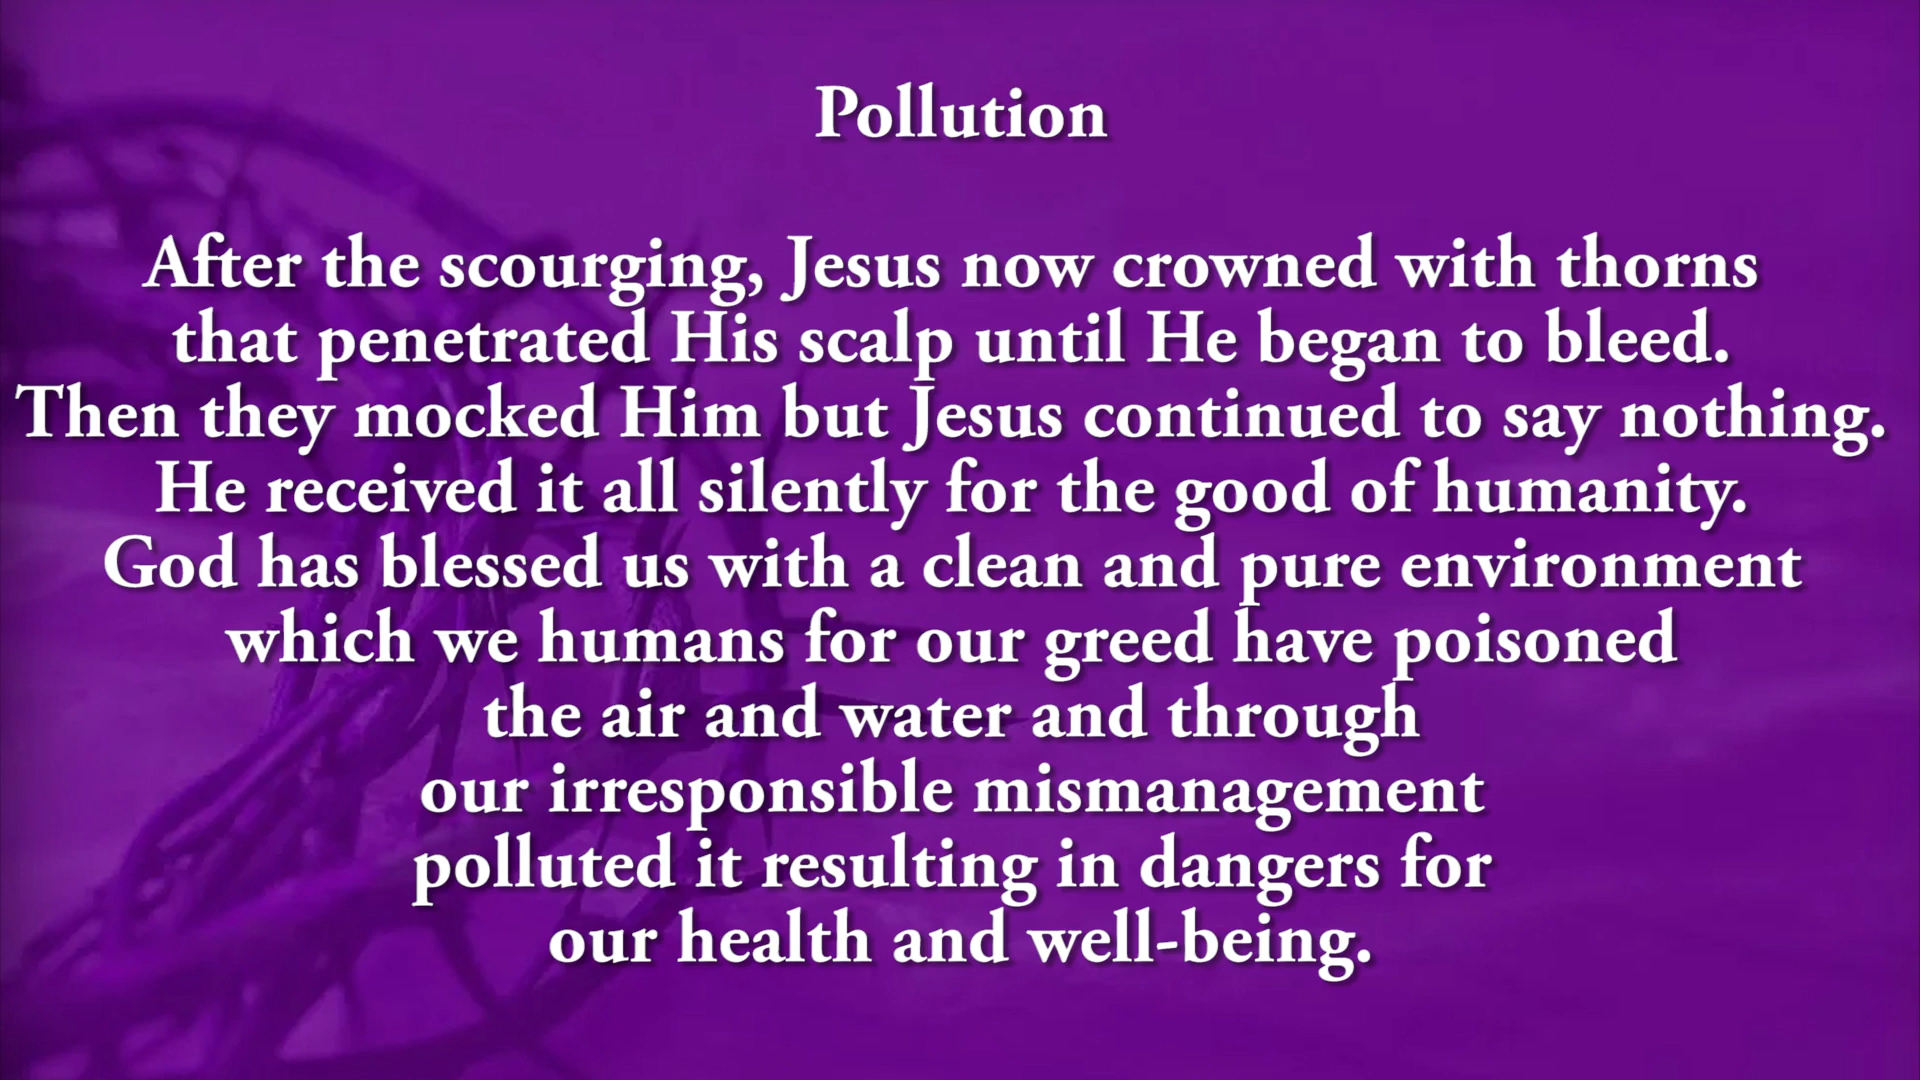 Pollution
After the scourging, Jesus now crowned with thorns
that penetrated His scalp until He began to bleed.
Then they mocked Him but Jesus continued to say nothing.
He received it all silently for the good of humanity.
God has blessed us with a clean and pure environment
which we humans for our greed have poisoned
the air and water and through
our irresponsible mismanagement
polluted it resulting in dangers for
our health and well-being.